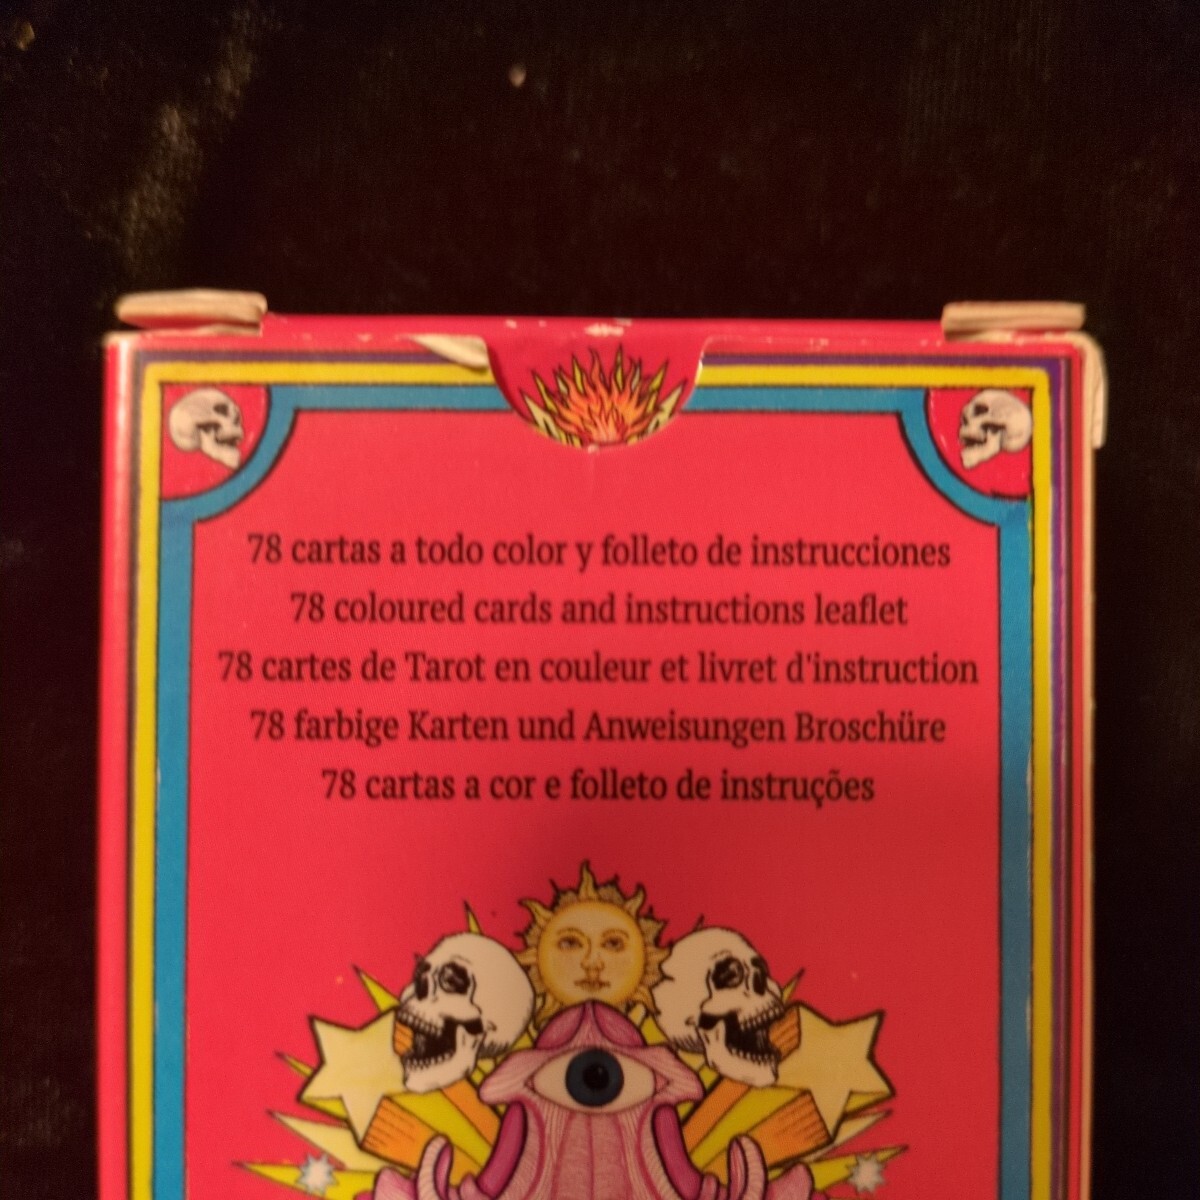 78 cartas a todo color y folleto de instrucciones
78 coloured cards and instructions leaflet
78 cartes de Tarot en couleur et livret d'instruction
78 farbige Karten und Anweisungen Broschüre
78 cartas a cor e folleto de instruções